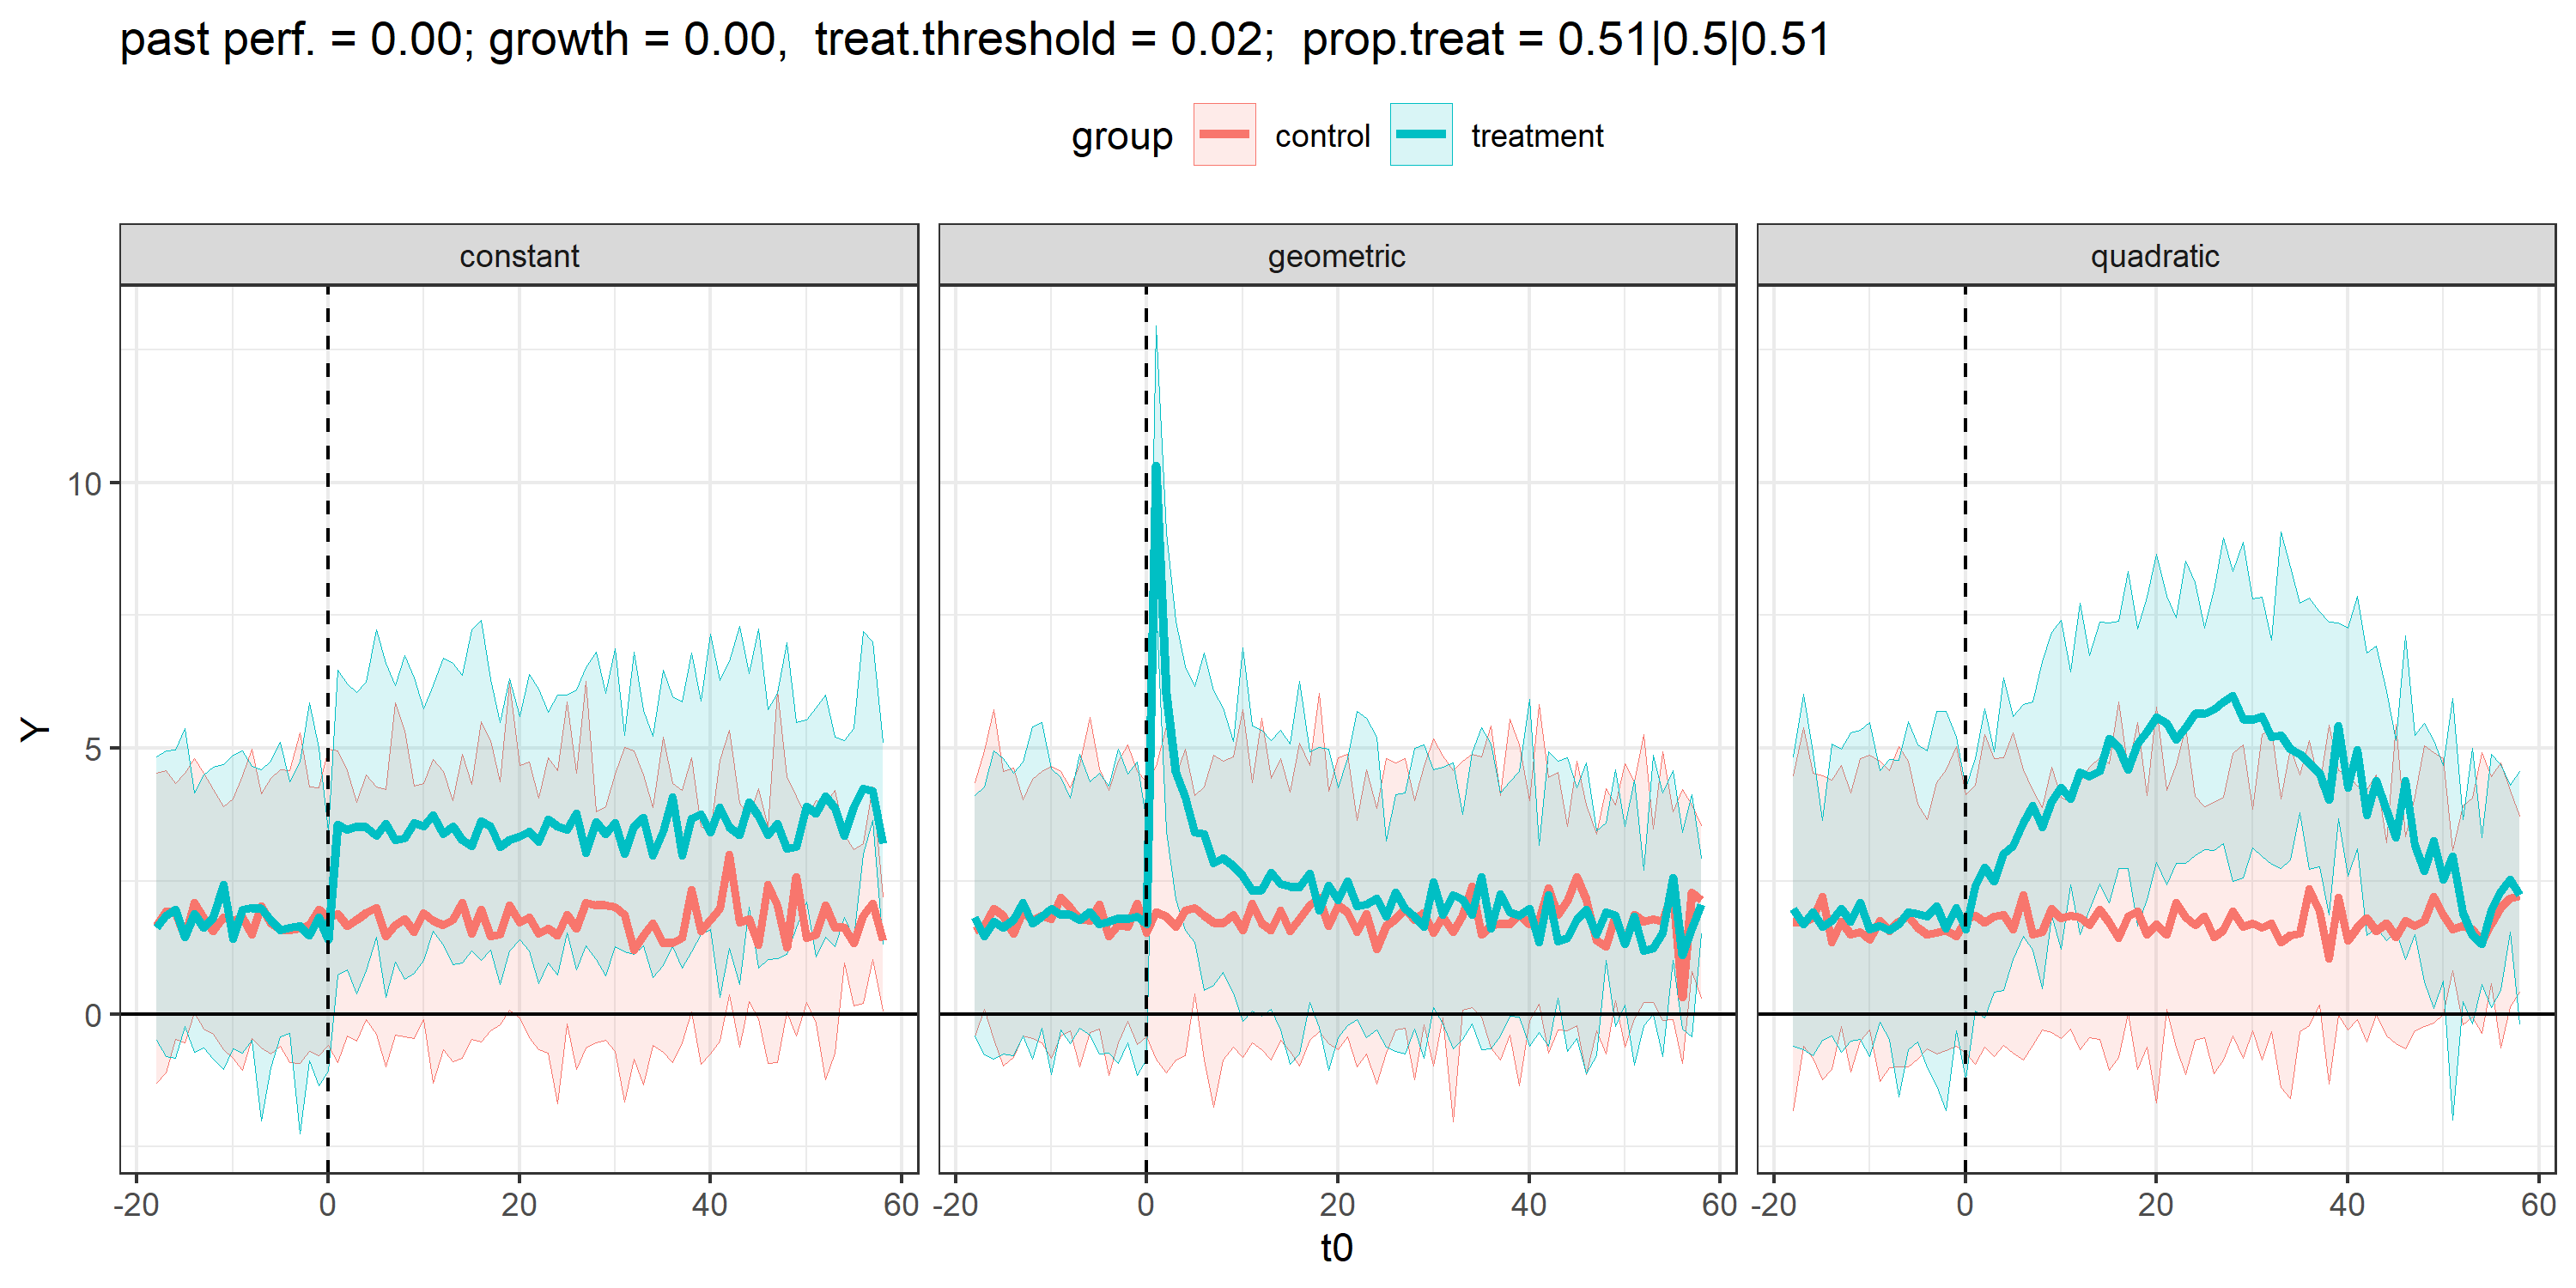 past perf. = 0.00; growth = 0.00,  treat.threshold = 0.02;  prop.treat = 0.51|0.5|0.51
group control treatment
constant geometric quadratic
10
5
0
Y
-20 0 20 40 60 -20 0 20 40 60 -20 0 20 40 60
t0